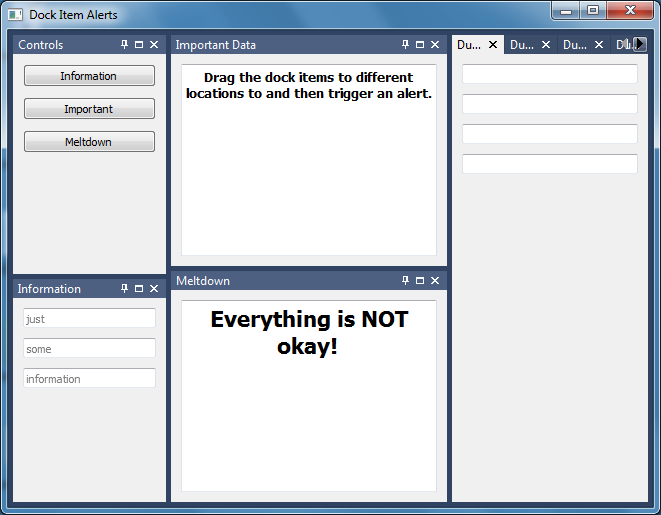 Dock Item Alerts
Controls
Information
Important
Meltdown
Important Data
Drag the dock items to different
locations to and then trigger an alert.
Du...
Du...
Du...
Information
just
some
information
Meltdown
Everything is NOT
okay!